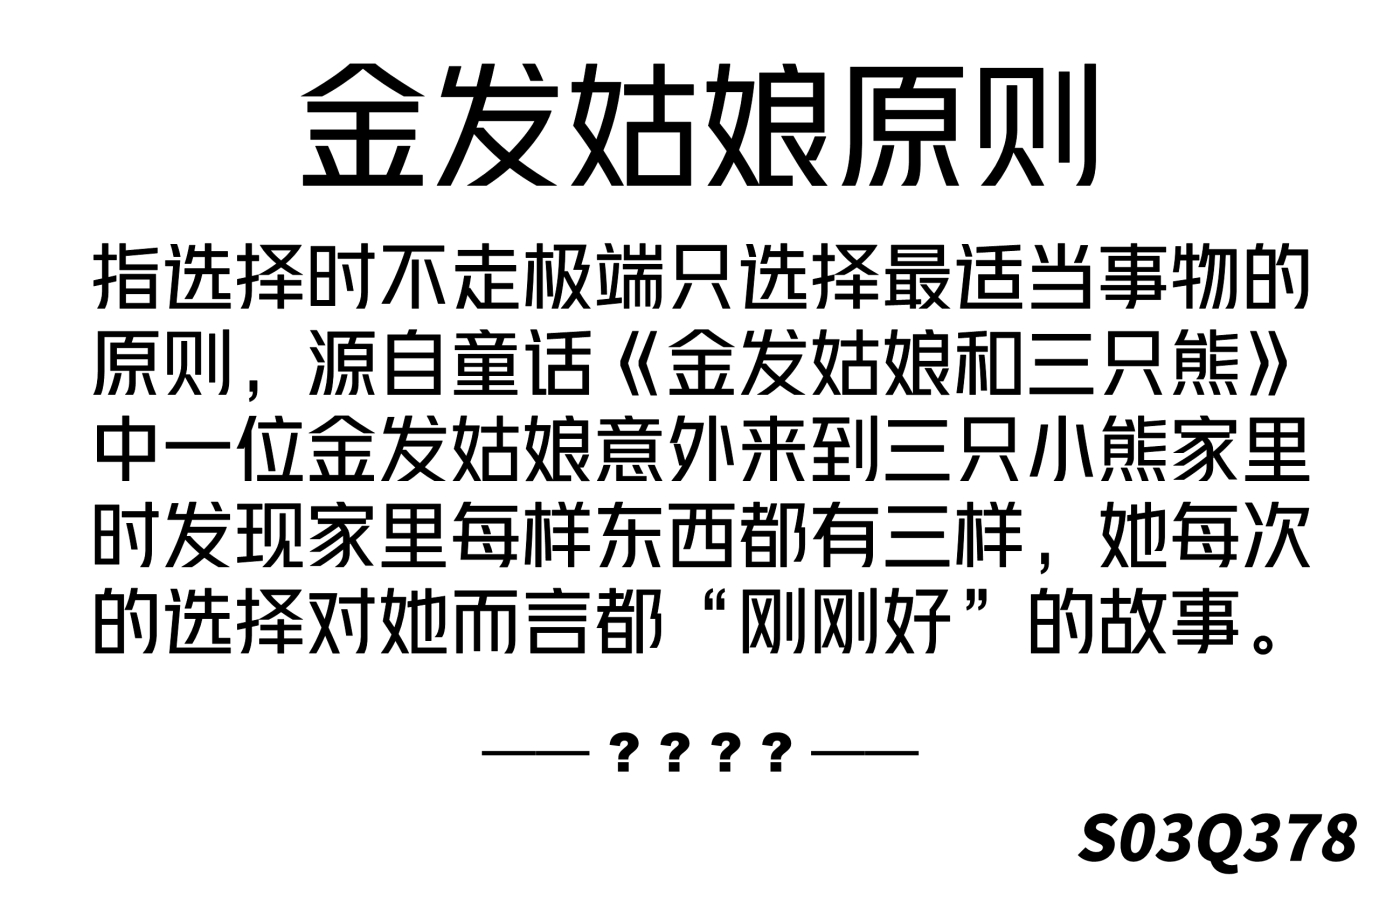 金发姑娘原则
指选择时不走极端只选择最适当事物的
原则，源自童话《金发姑娘和三只熊》
中一位金发姑娘意外来到三只小熊家里
时发现家里每样东西都有三样，她每次
的选择对她而言都“刚刚好”的故事。
——？？？？——
S03Q378